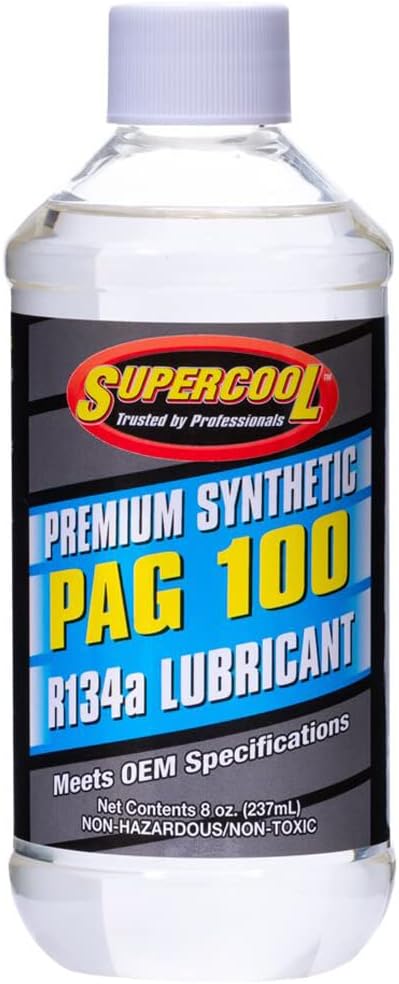 SUPERCOOL™
Trusted by Professionals
PREMIUM SYNTHETIC
PAG 100
R134a LUBRICANT
Meets OEM Specifications
Net Contents 8 oz. (237mL)
NON-HAZARDOUS/NON-TOXIC